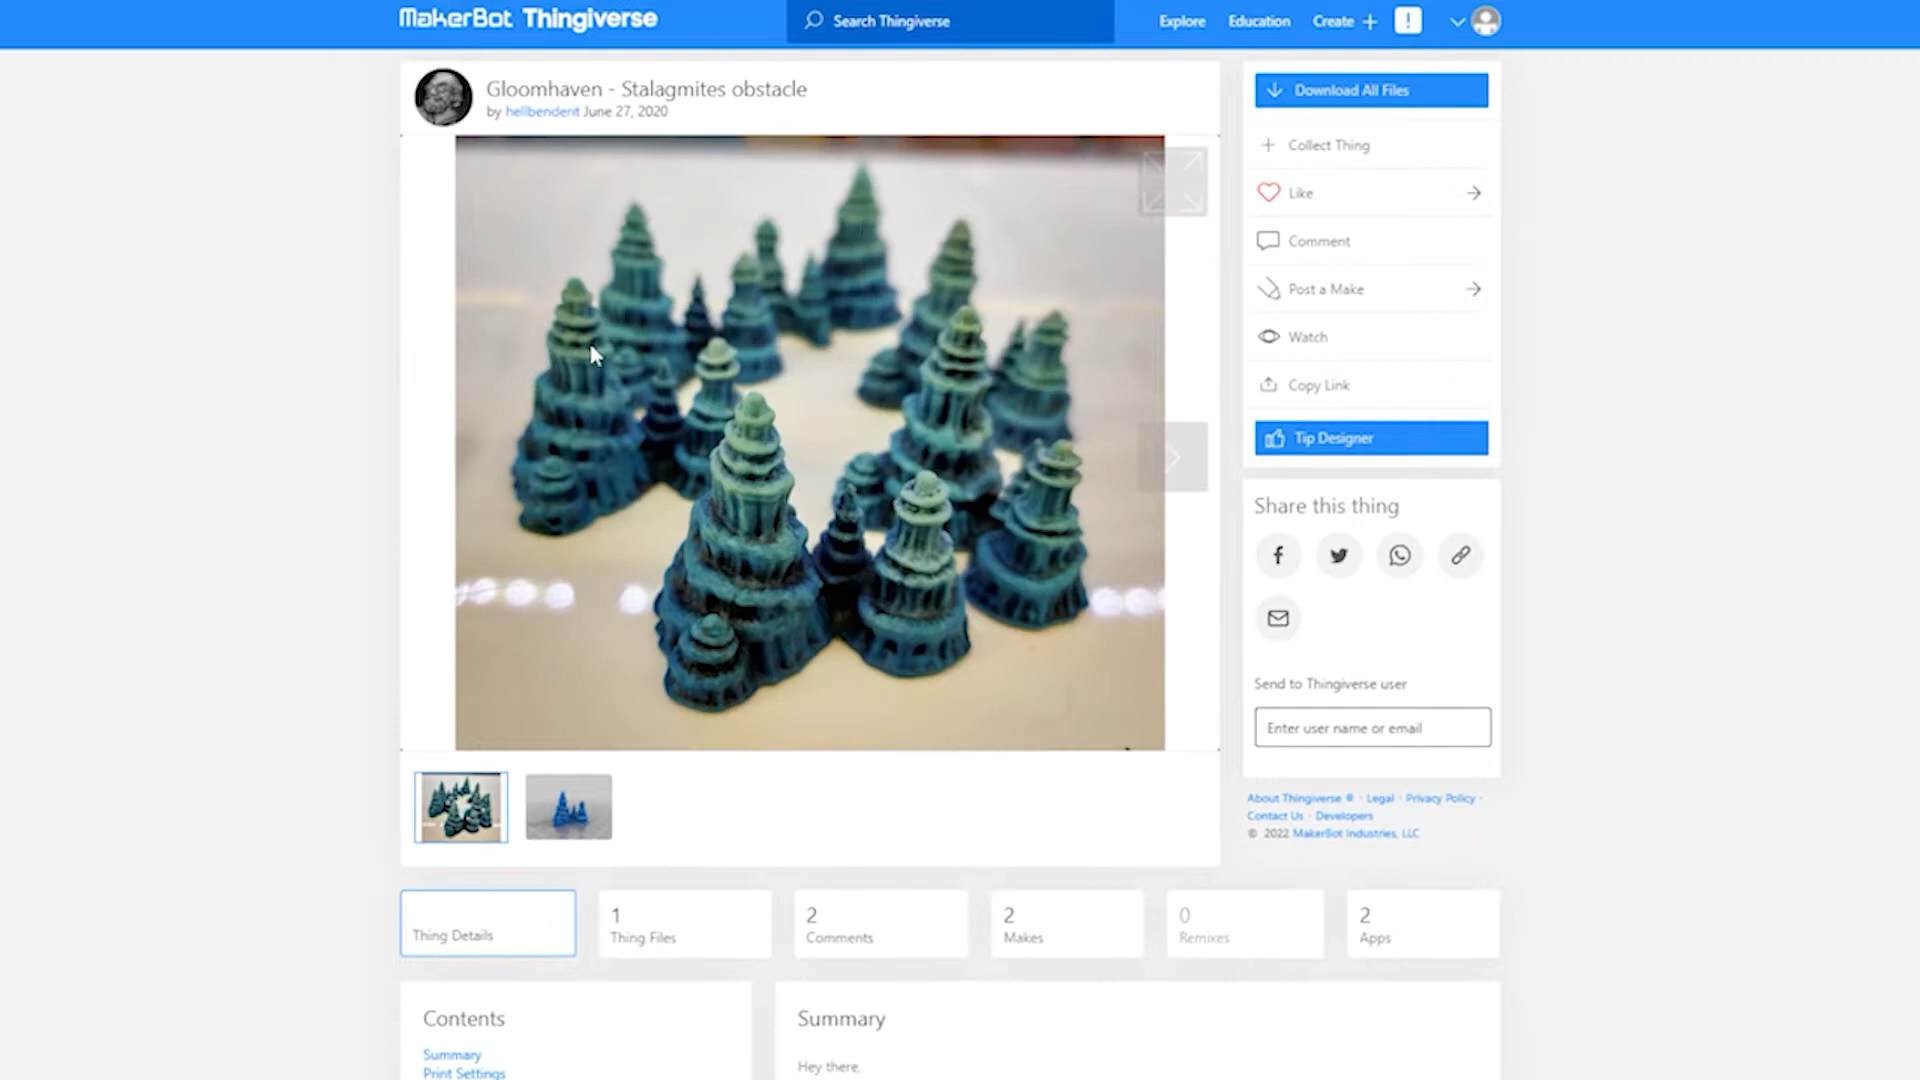 MakerBot Thingiverse
Search Thingiverse
Explore
Education
Create
Gloomhaven - Stalagmites obstacle
by hellbenderit June 27, 2020
Download All Files
Collect Thing
Like
Comment
Post a Make
Watch
Copy Link
Tip Designer
Share this thing
Send to Thingiverse user
Enter user name or email
About Thingiverse ® · Legal · Privacy Policy ·
Contact Us · Developers
© 2022 MakerBot Industries, LLC
Thing Details
1
Thing Files
2
Comments
2
Makes
0
Remixes
2
Apps
Contents
Summary
Print Settings
Summary
Hey there,